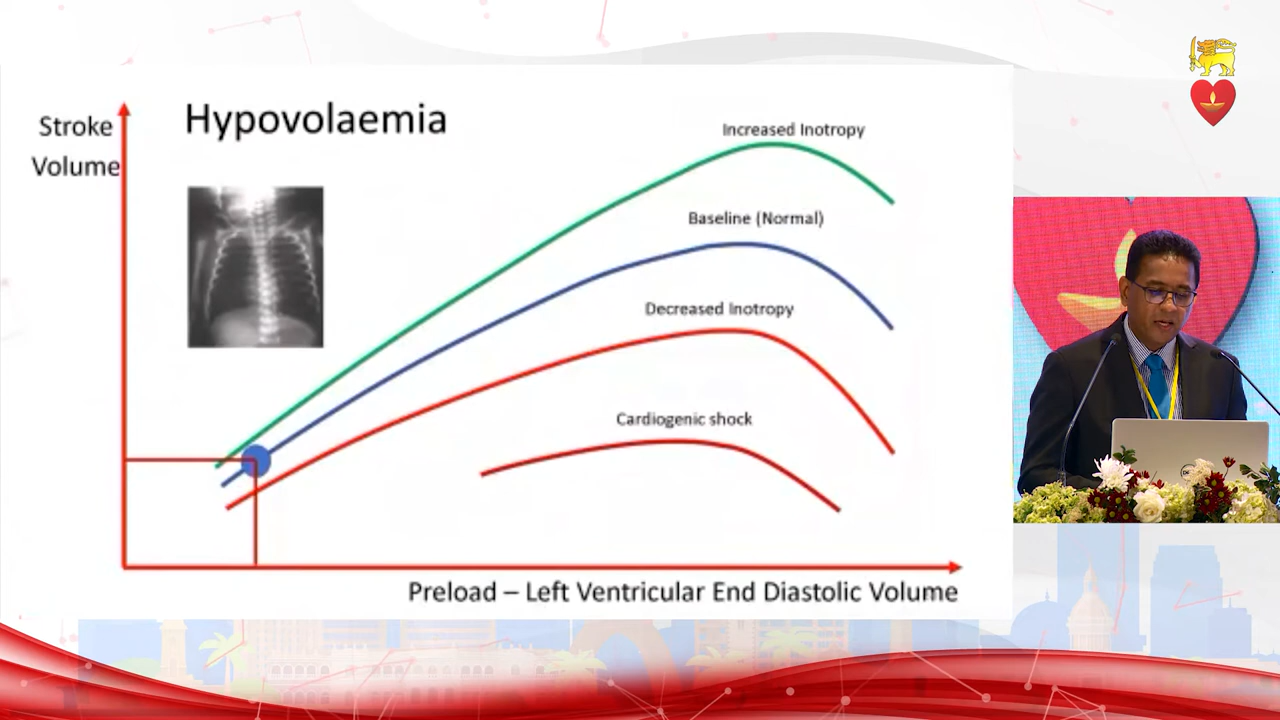 Hypovolaemia
Stroke
Volume
Increased Inotropy
Baseline (Normal)
Decreased Inotropy
Cardiogenic shock
Preload – Left Ventricular End Diastolic Volume